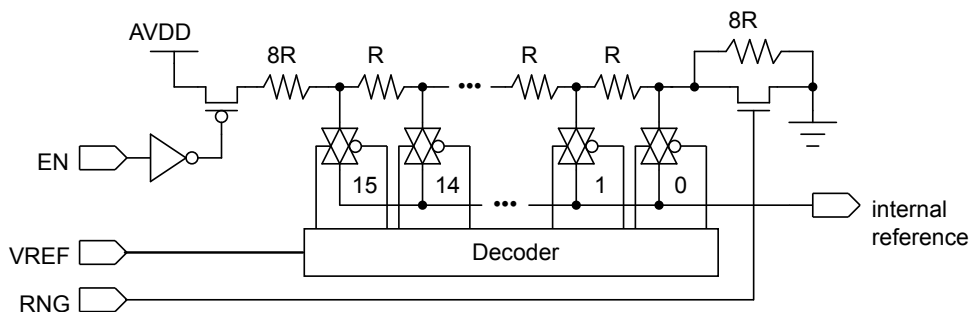 8R
AVDD
8R R ••• R R
EN
15 14 1 0
•••
internal
reference
VREF
Decoder
RNG